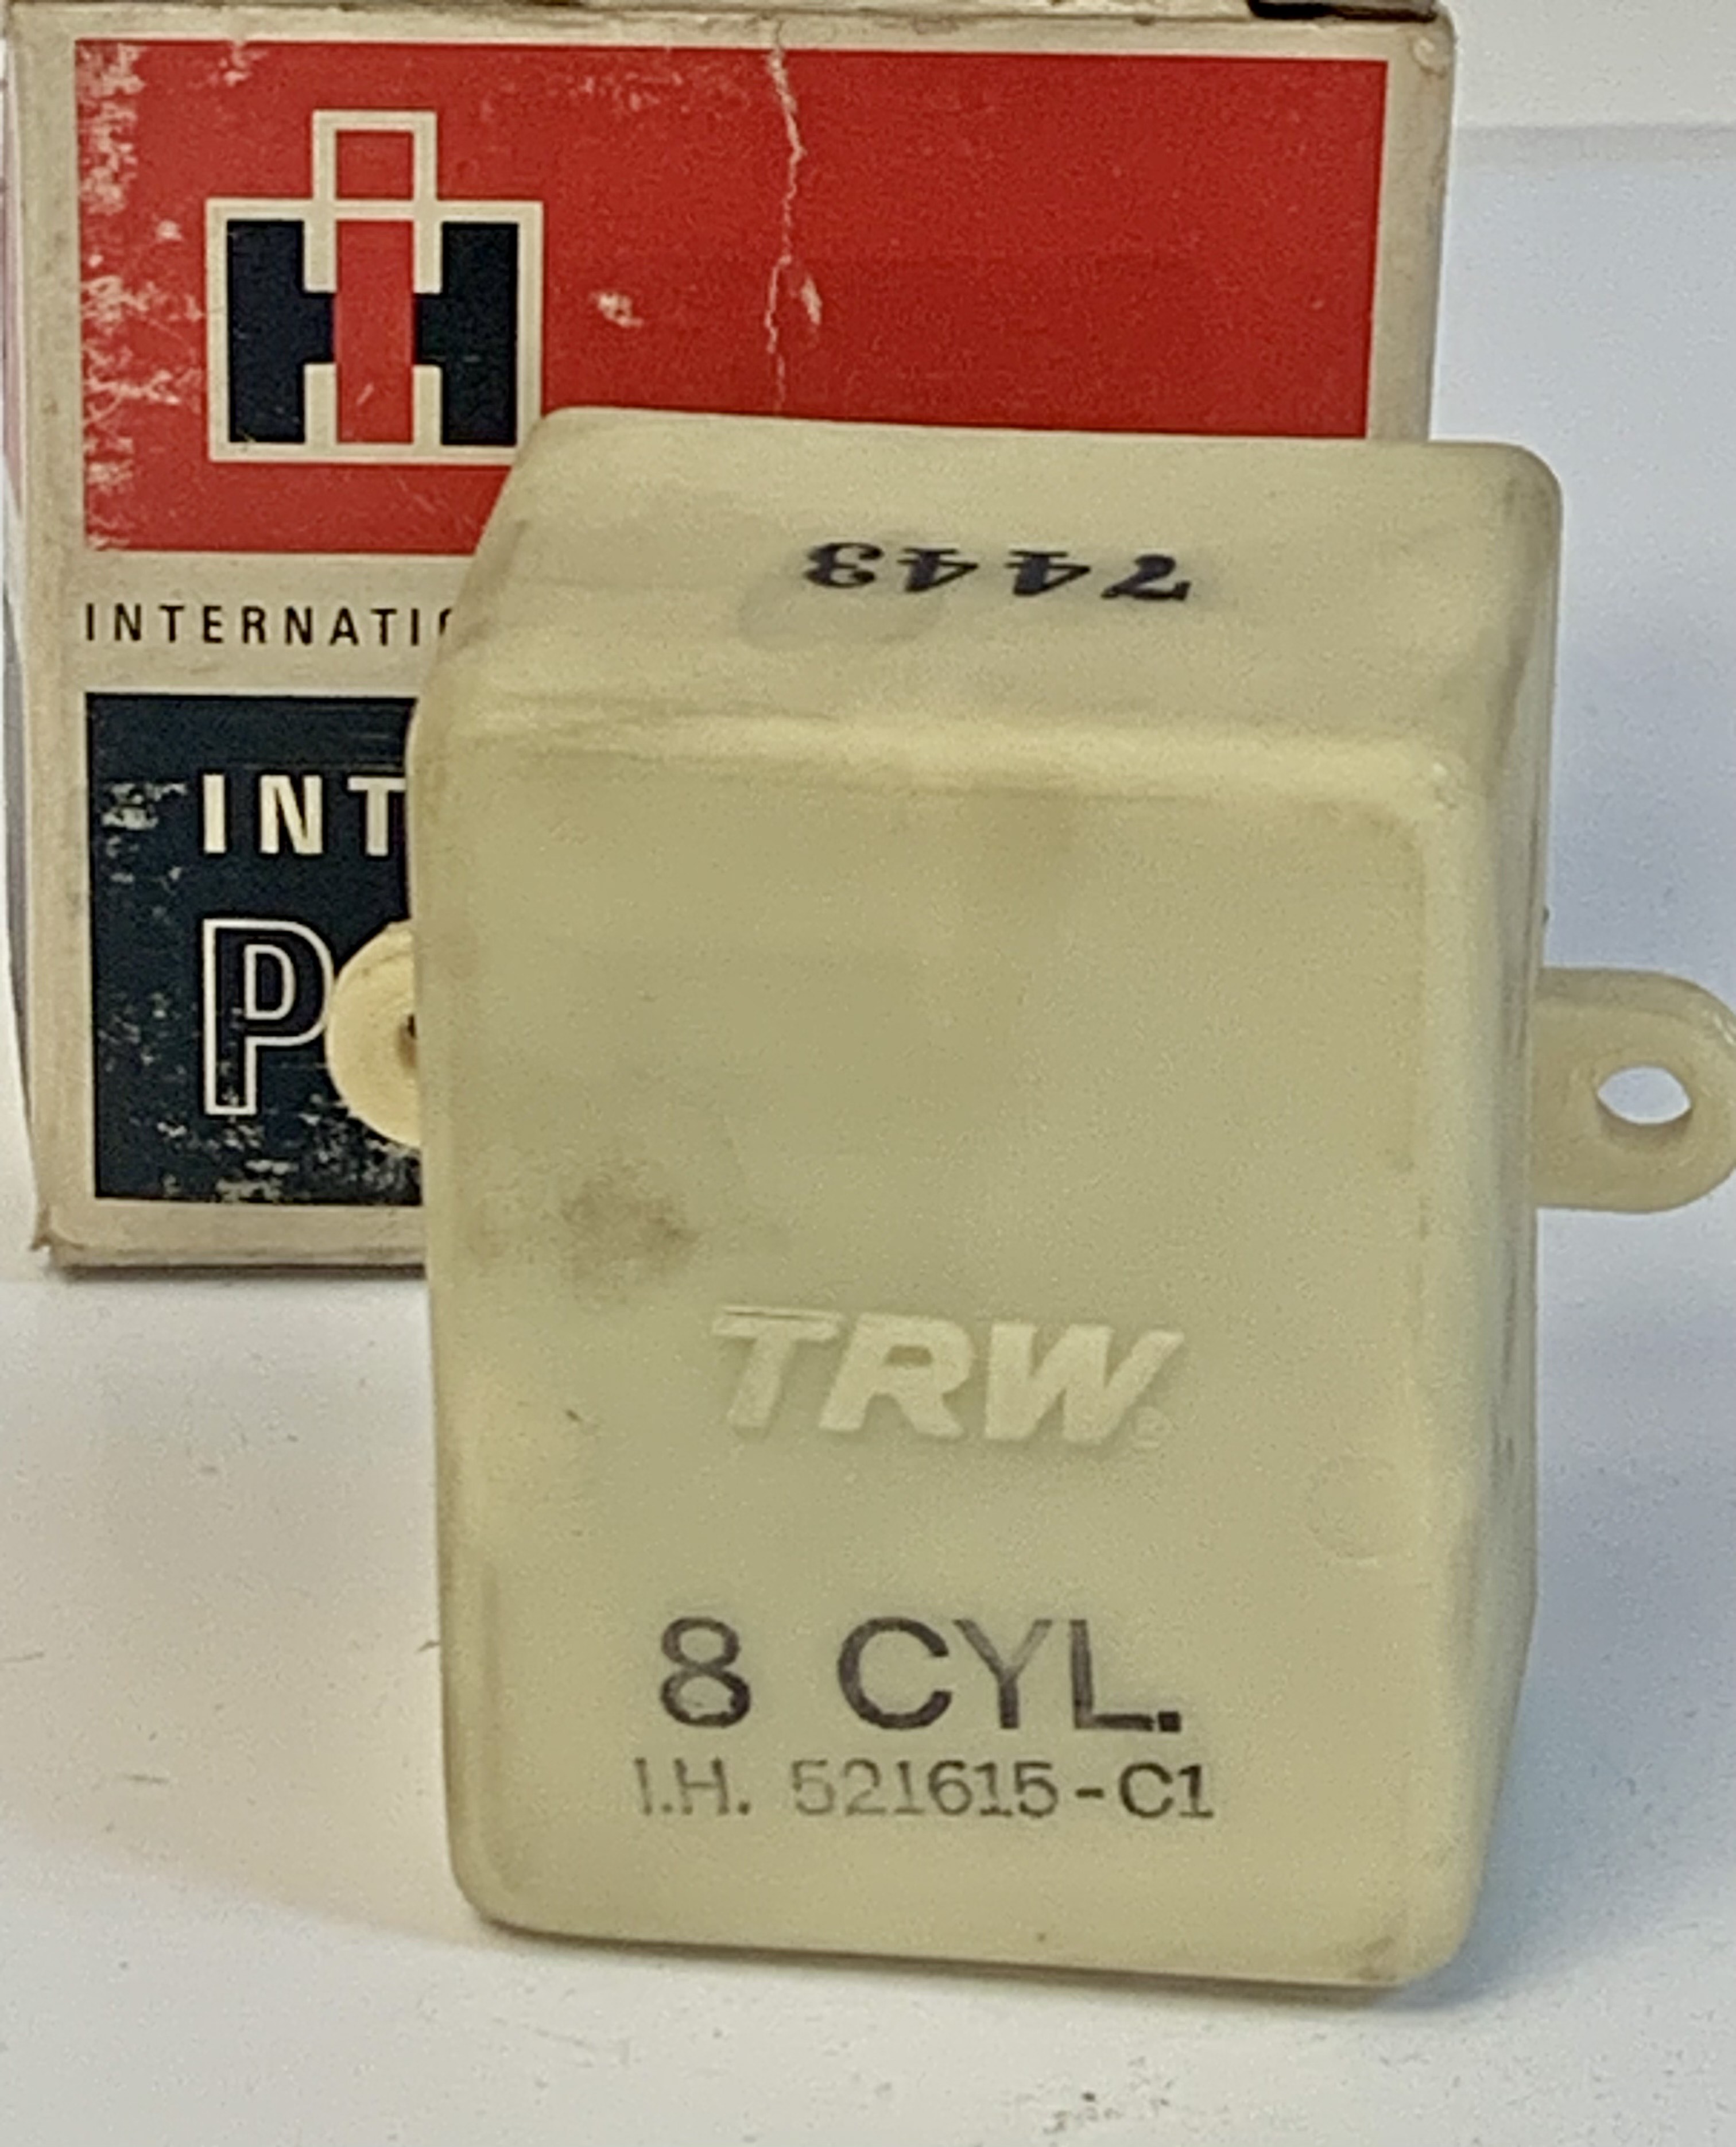 IH
INTERNATIO
INT
P
7443
TRW®
8 CYL.
I.H. 521615-C1